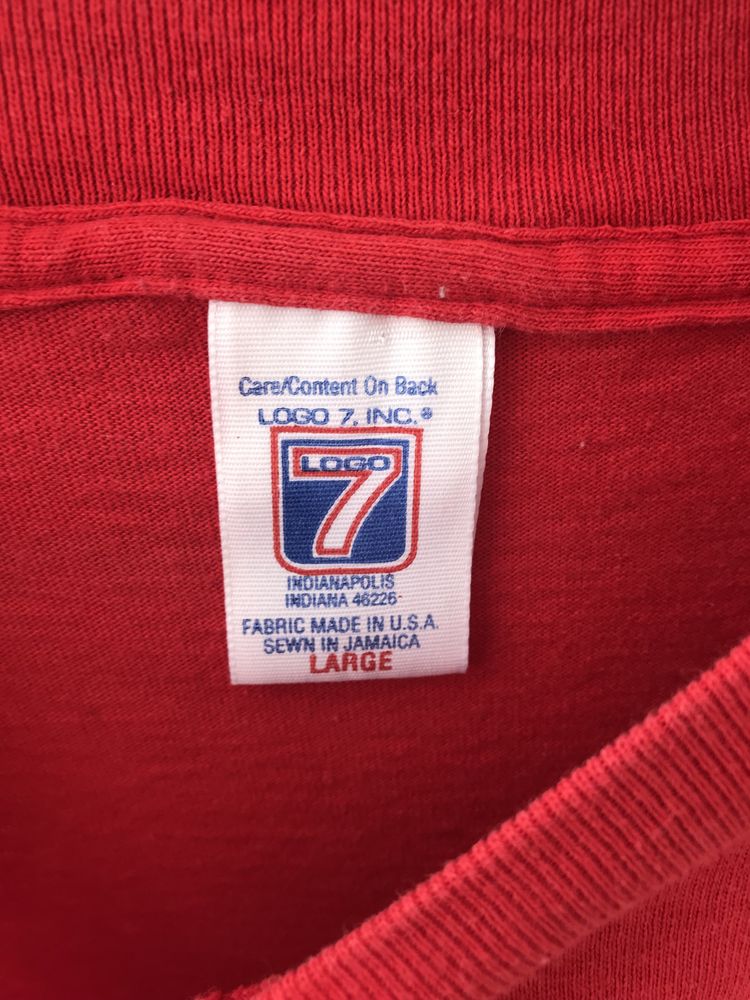 Care/Content On Back
LOGO 7, INC.®
LOGO
7
INDIANAPOLIS
INDIANA 46226
FABRIC MADE IN U.S.A.
SEWN IN JAMAICA
LARGE